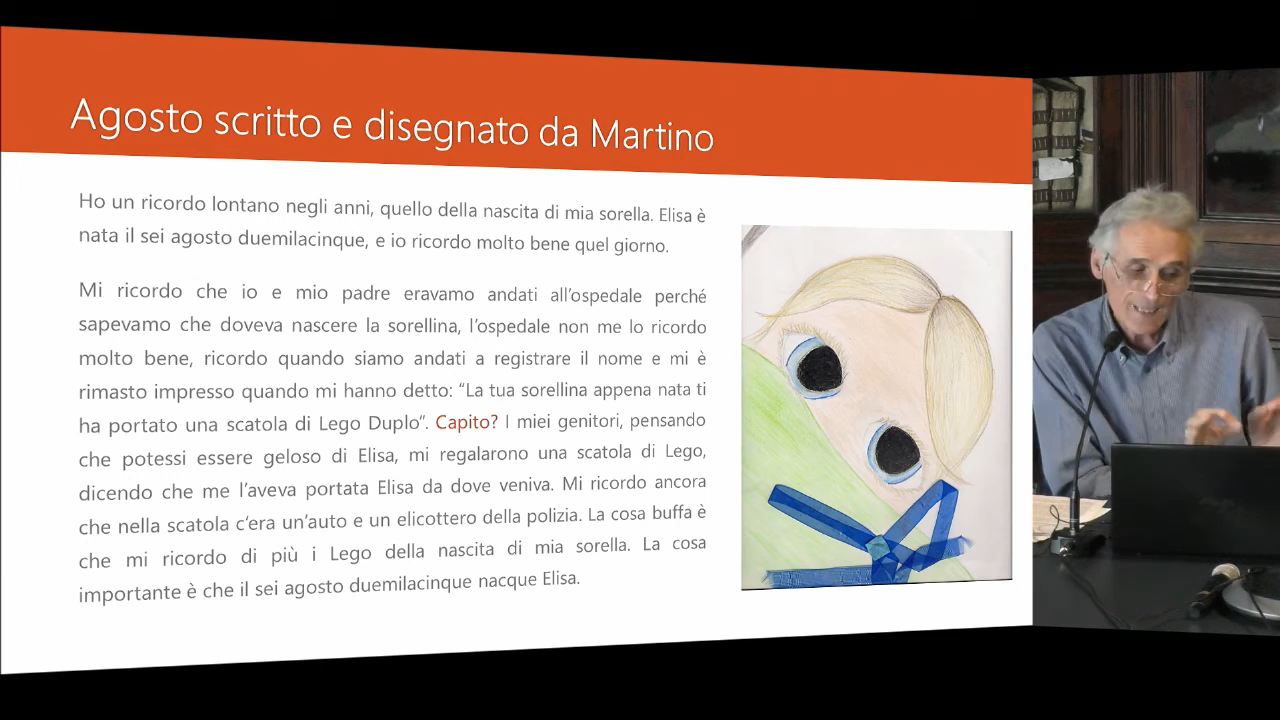 Agosto scritto e disegnato da Martino
Ho un ricordo lontano negli anni, quello della nascita di mia sorella. Elisa è
nata il sei agosto duemilacinque, e io ricordo molto bene quel giorno.
Mi ricordo che io e mio padre eravamo andati all’ospedale perché
sapevamo che doveva nascere la sorellina, l’ospedale non me lo ricordo
molto bene, ricordo quando siamo andati a registrare il nome e mi è
rimasto impresso quando mi hanno detto: “La tua sorellina appena nata ti
ha portato una scatola di Lego Duplo”. Capito? I miei genitori, pensando
che potessi essere geloso di Elisa, mi regalarono una scatola di Lego,
dicendo che me l’aveva portata Elisa da dove veniva. Mi ricordo ancora
che nella scatola c’era un’auto e un elicottero della polizia. La cosa buffa è
che mi ricordo di più i Lego della nascita di mia sorella. La cosa
importante è che il sei agosto duemilacinque nacque Elisa.